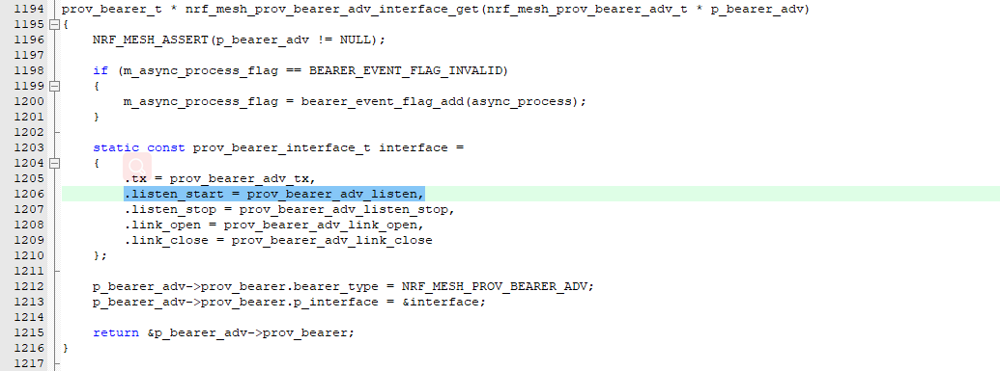 1194 prov_bearer_t * nrf_mesh_prov_bearer_adv_interface_get(nrf_mesh_prov_bearer_adv_t * p_bearer_adv)
1195 {
1196     NRF_MESH_ASSERT(p_bearer_adv != NULL);
1197
1198     if (m_async_process_flag == BEARER_EVENT_FLAG_INVALID)
1199     {
1200         m_async_process_flag = bearer_event_flag_add(async_process);
1201     }
1202
1203     static const prov_bearer_interface_t interface =
1204     {
1205         .tx = prov_bearer_adv_tx,
1206         .listen_start = prov_bearer_adv_listen,
1207         .listen_stop = prov_bearer_adv_listen_stop,
1208         .link_open = prov_bearer_adv_link_open,
1209         .link_close = prov_bearer_adv_link_close
1210     };
1211
1212     p_bearer_adv->prov_bearer.bearer_type = NRF_MESH_PROV_BEARER_ADV;
1213     p_bearer_adv->prov_bearer.p_interface = &interface;
1214
1215     return &p_bearer_adv->prov_bearer;
1216 }
1217